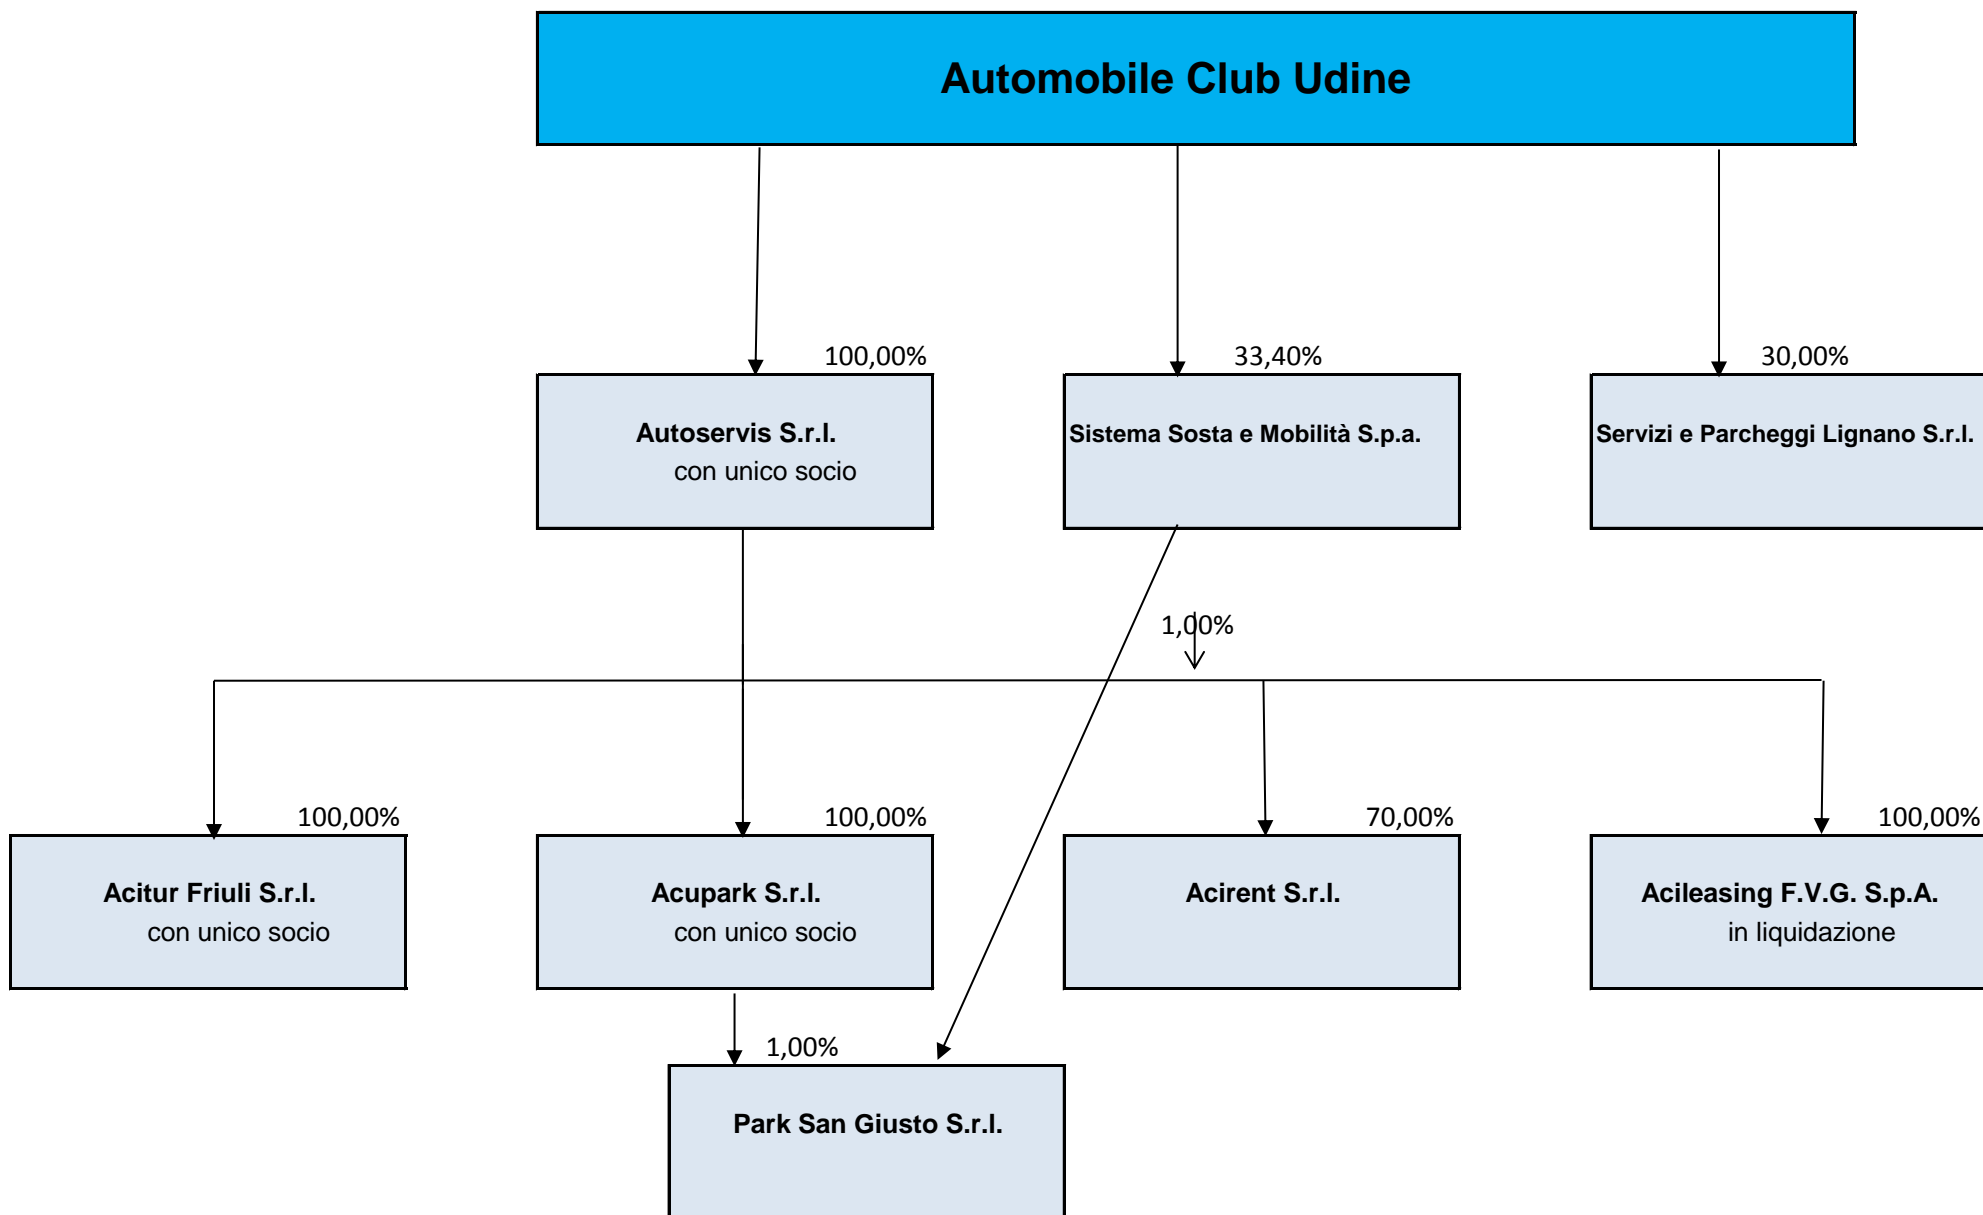 Automobile Club Udine
100,00%
33,40%
30,00%
Autoservis S.r.l.
con unico socio
Sistema Sosta e Mobilità S.p.a.
Servizi e Parcheggi Lignano S.r.l.
1,00%
100,00%
100,00%
70,00%
100,00%
Acitur Friuli S.r.l.
con unico socio
Acupark S.r.l.
con unico socio
Acirent S.r.l.
Acileasing F.V.G. S.p.A.
in liquidazione
1,00%
Park San Giusto S.r.l.